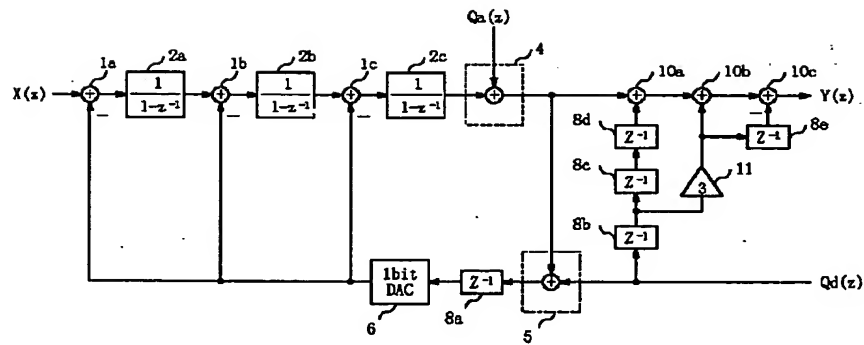 Qa(z)
1a
2a
1b
2b
1c
2c
4
10a
10b
10c
X(z)
1
1-z⁻¹
1
1-z⁻¹
1
1-z⁻¹
Y(z)
8d
Z⁻¹
Z⁻¹
8e
8c
Z⁻¹
3
11
8b
Z⁻¹
1bit
DAC
Z⁻¹
Qd(z)
6
8a
5